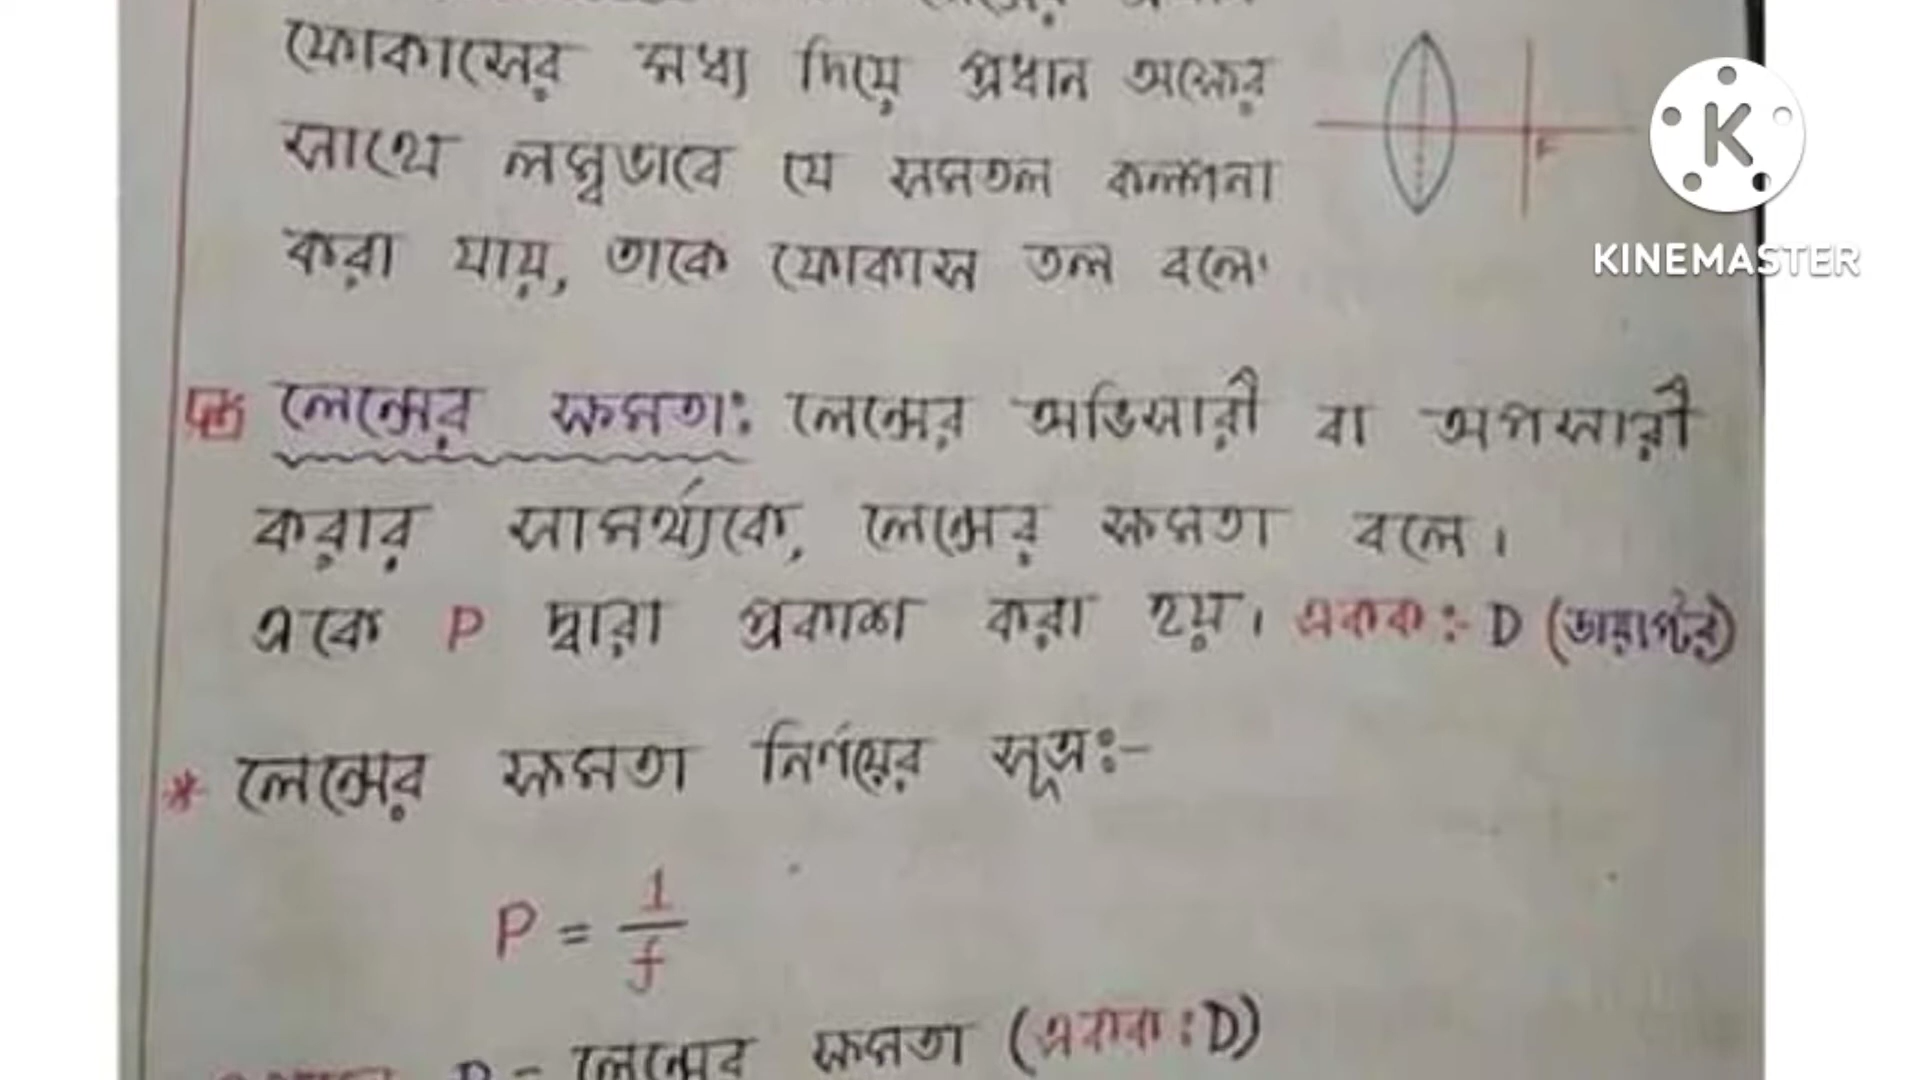 ফোকাসের মধ্য দিয়ে প্রধান অক্ষের
সাথে লম্বভাবে যে সমতল কল্পনা
করা যায়, তাকে ফোকাস তল বলে।
F
K
KINEMASTER
লেন্সের ক্ষমতা: লেন্সের অভিসারী বা অপসারী
করার সামর্থ্যকে, লেন্সের ক্ষমতা বলে।
একে P দ্বারা প্রকাশ করা হয়। একক:- D (ডায়াপ্টর)
* লেন্সের ক্ষমতা নির্ণয়ের সূত্র:-
P = 1/f
P = লেন্সের ক্ষমতা (একক: D)